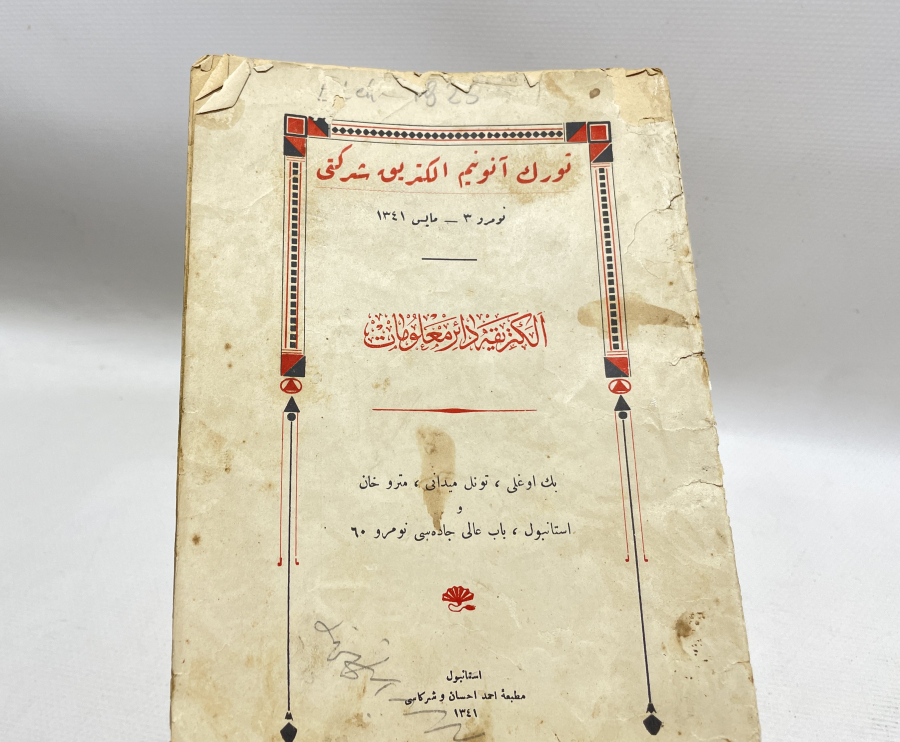 تورك آنونيم الكتريق شركتى
نومرو ٣ — مايس ١٣٤١
الكتريقه دائر معلومات
بك اوغلى ، تونل ميدانى ، مترو خان
و
استانبول ، باب عالى جاده‌سى نومرو ٦٠
استانبول
مطبعهٔ احمد احسان و شركاسى
١٣٤١